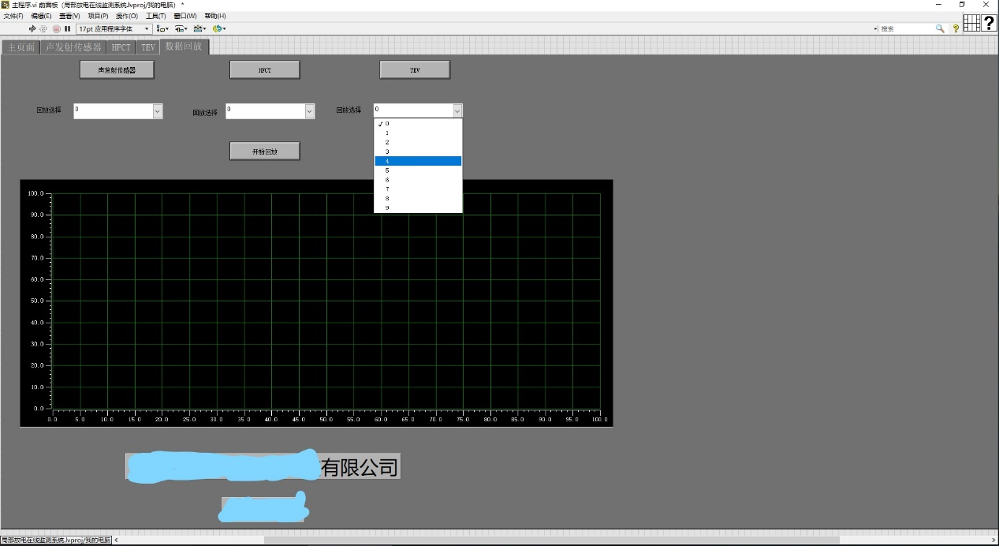 主程序.vi 前面板（局部放电在线监测系统.lvproj/我的电脑） *
文件(F) 编辑(E) 查看(V) 项目(P) 操作(O) 工具(T) 窗口(W) 帮助(H)
17pt 应用程序字体 搜索 ? ?
主页面 声发射传感器 HFCT TEV 数据回放
声发射传感器 HFCT TEV
回放选择 0 回放选择 0 回放选择 0
✓ 0
1
2
3
4
5
6
7
8
9
开始回放
100.0
90.0
80.0
70.0
60.0
50.0
40.0
30.0
20.0
10.0
0.0
0.0 5.0 10.0 15.0 20.0 25.0 30.0 35.0 40.0 45.0 50.0 55.0 60.0 65.0 70.0 75.0 80.0 85.0 90.0 95.0 100.0
有限公司
局部放电在线监测系统.lvproj/我的电脑